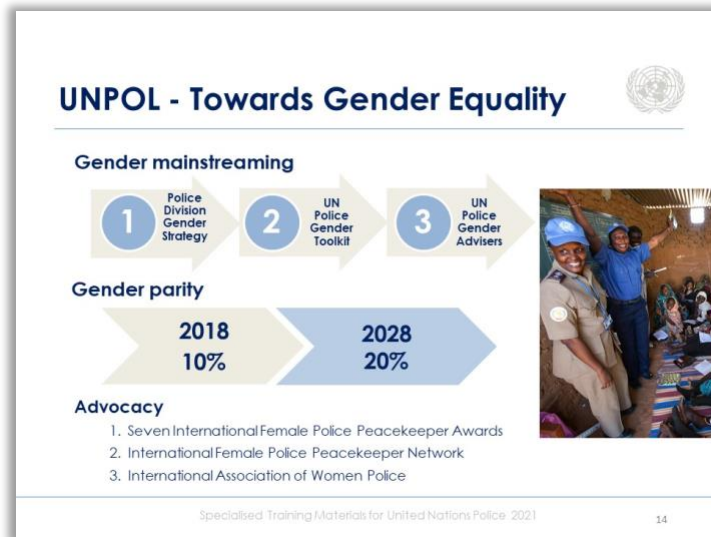 UNPOL - Towards Gender Equality
Gender mainstreaming
1
Police
Division
Gender
Strategy
2
UN
Police
Gender
Toolkit
3
UN
Police
Gender
Advisers
Gender parity
2018
10%
2028
20%
Advocacy
1. Seven International Female Police Peacekeeper Awards
2. International Female Police Peacekeeper Network
3. International Association of Women Police
Specialised Training Materials for United Nations Police 2021
14